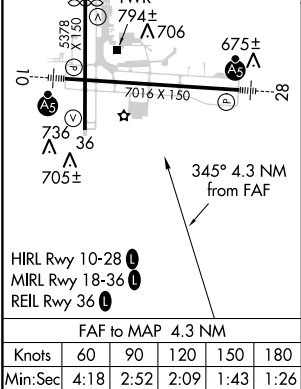 TWR
794±
706
5378 X 150
V
P
675±
A5
10
7016 X 150
28
P
A5
V
736
36
705±
345° 4.3 NM
from FAF
HIRL Rwy 10-28 L
MIRL Rwy 18-36 L
REIL Rwy 36 L
FAF to MAP 4.3 NM
Knots 60 90 120 150 180
Min:Sec 4:18 2:52 2:09 1:43 1:26